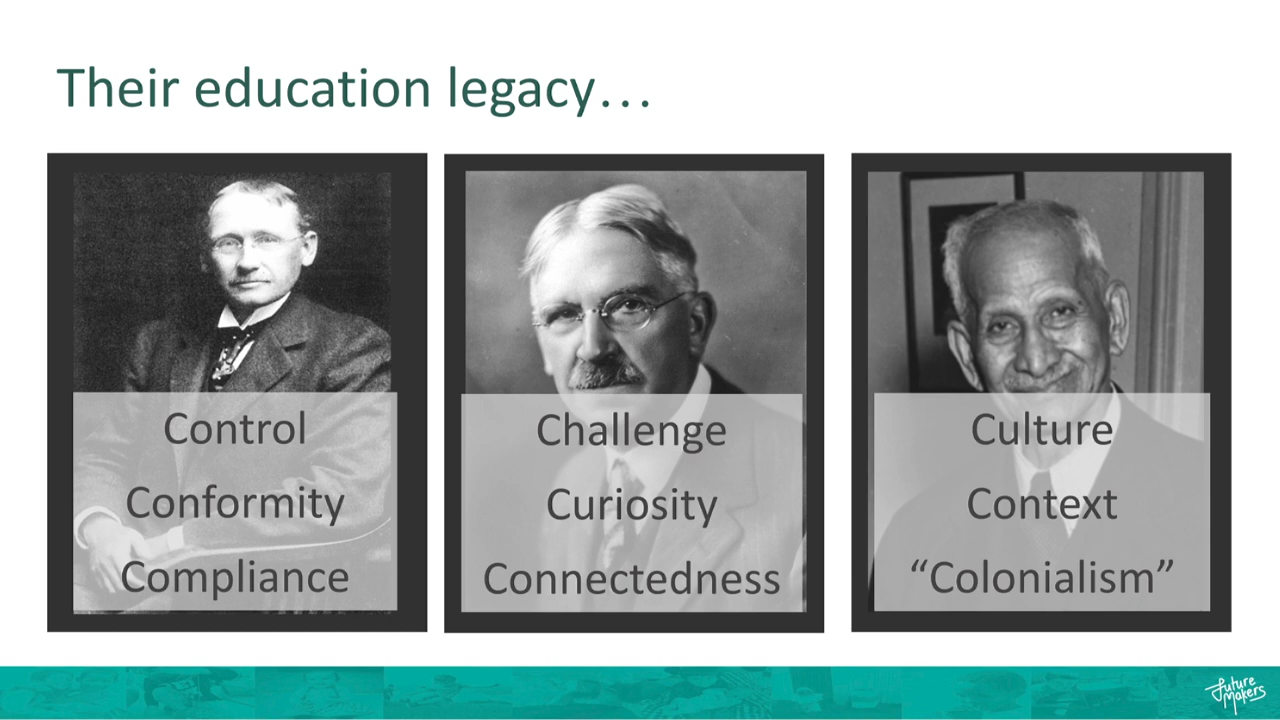 Their education legacy…
Control
Conformity
Compliance
Challenge
Curiosity
Connectedness
Culture
Context
“Colonialism”
Future
Makers